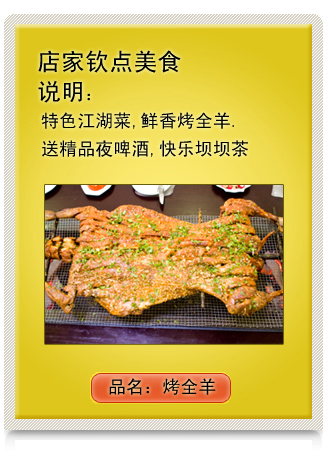 店家钦点美食
说明:
特色江湖菜,鲜香烤全羊.
送精品夜啤酒,快乐坝坝茶
品名：烤全羊